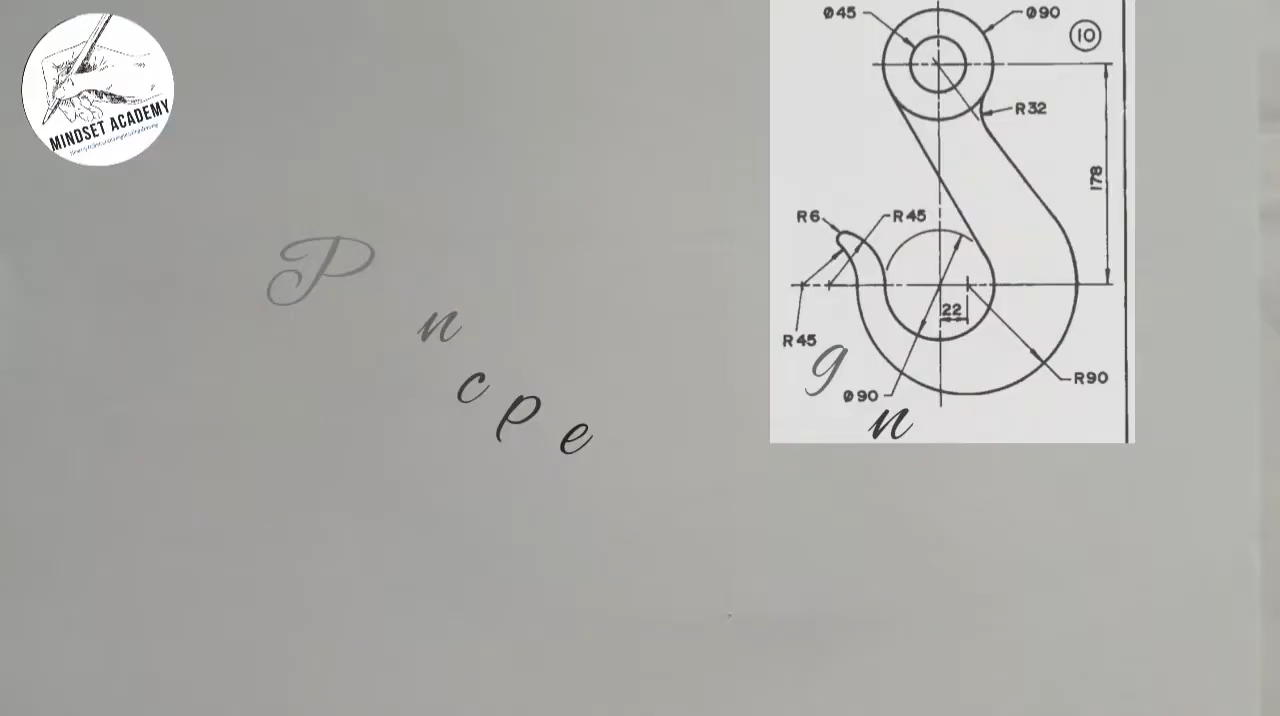 MINDSET ACADEMY
Ø45
Ø90
10
R32
178
R6
R45
22
R45
Ø90
R90
P n c p e
g n